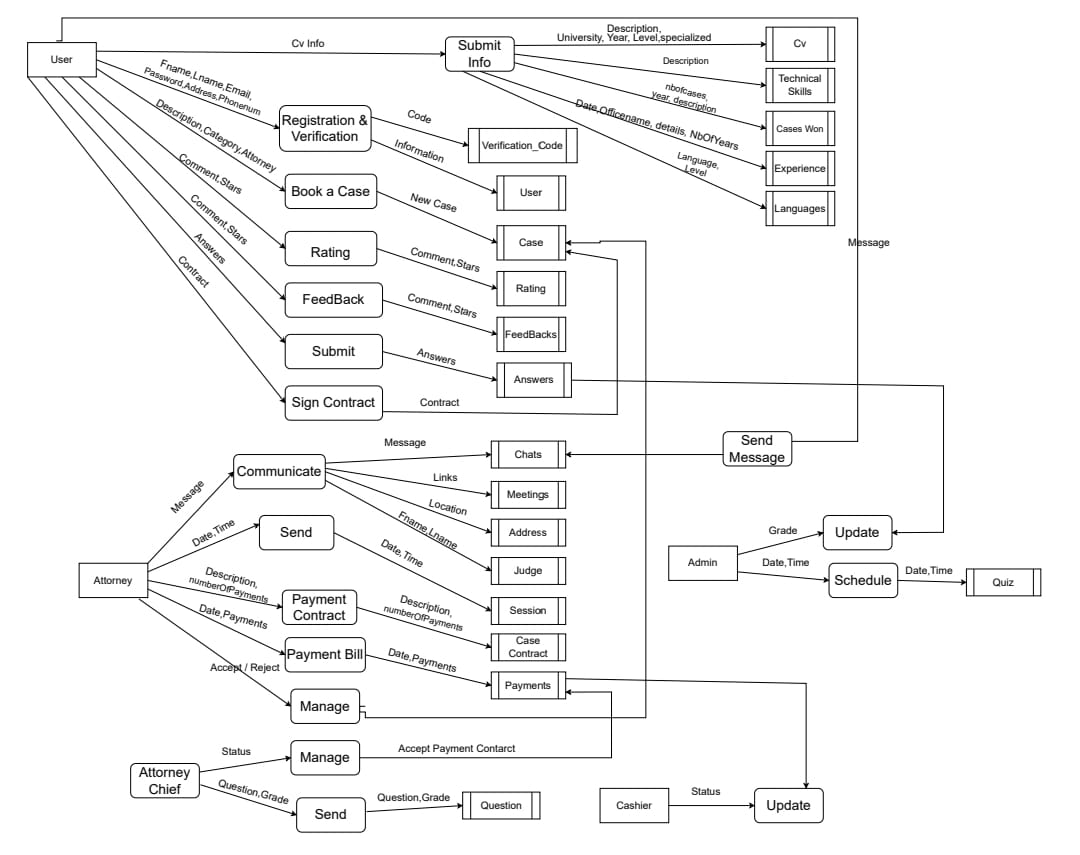 User
Cv Info
Submit
Info
Description,
University, Year, Level,specialized
Cv
Description
Technical
Skills
nbofcases,
year, description
Cases Won
Date,Officename, details, NbOfYears
Experience
Language,
Level
Languages
Fname,Lname,Email,
Password,Address,Phonenum
Registration &
Verification
Code
Verification_Code
Information
User
Description,Category,Attorney
Book a Case
New Case
Case
Message
Comment,Stars
Rating
Comment,Stars
Rating
Comment,Stars
FeedBack
Comment,Stars
FeedBacks
Answers
Submit
Answers
Answers
Contract
Sign Contract
Contract
Send
Message
Message
Communicate
Message
Chats
Links
Meetings
Location
Address
Fname,Lname
Judge
Date,Time
Send
Date,Time
Session
Attorney
Description,
numberOfPayments
Payment
Contract
Description,
numberOfPayments
Case
Contract
Date,Payments
Payment Bill
Date,Payments
Payments
Accept / Reject
Manage
Admin
Grade
Update
Date,Time
Schedule
Date,Time
Quiz
Attorney
Chief
Status
Manage
Accept Payment Contarct
Question,Grade
Send
Question,Grade
Question
Cashier
Status
Update